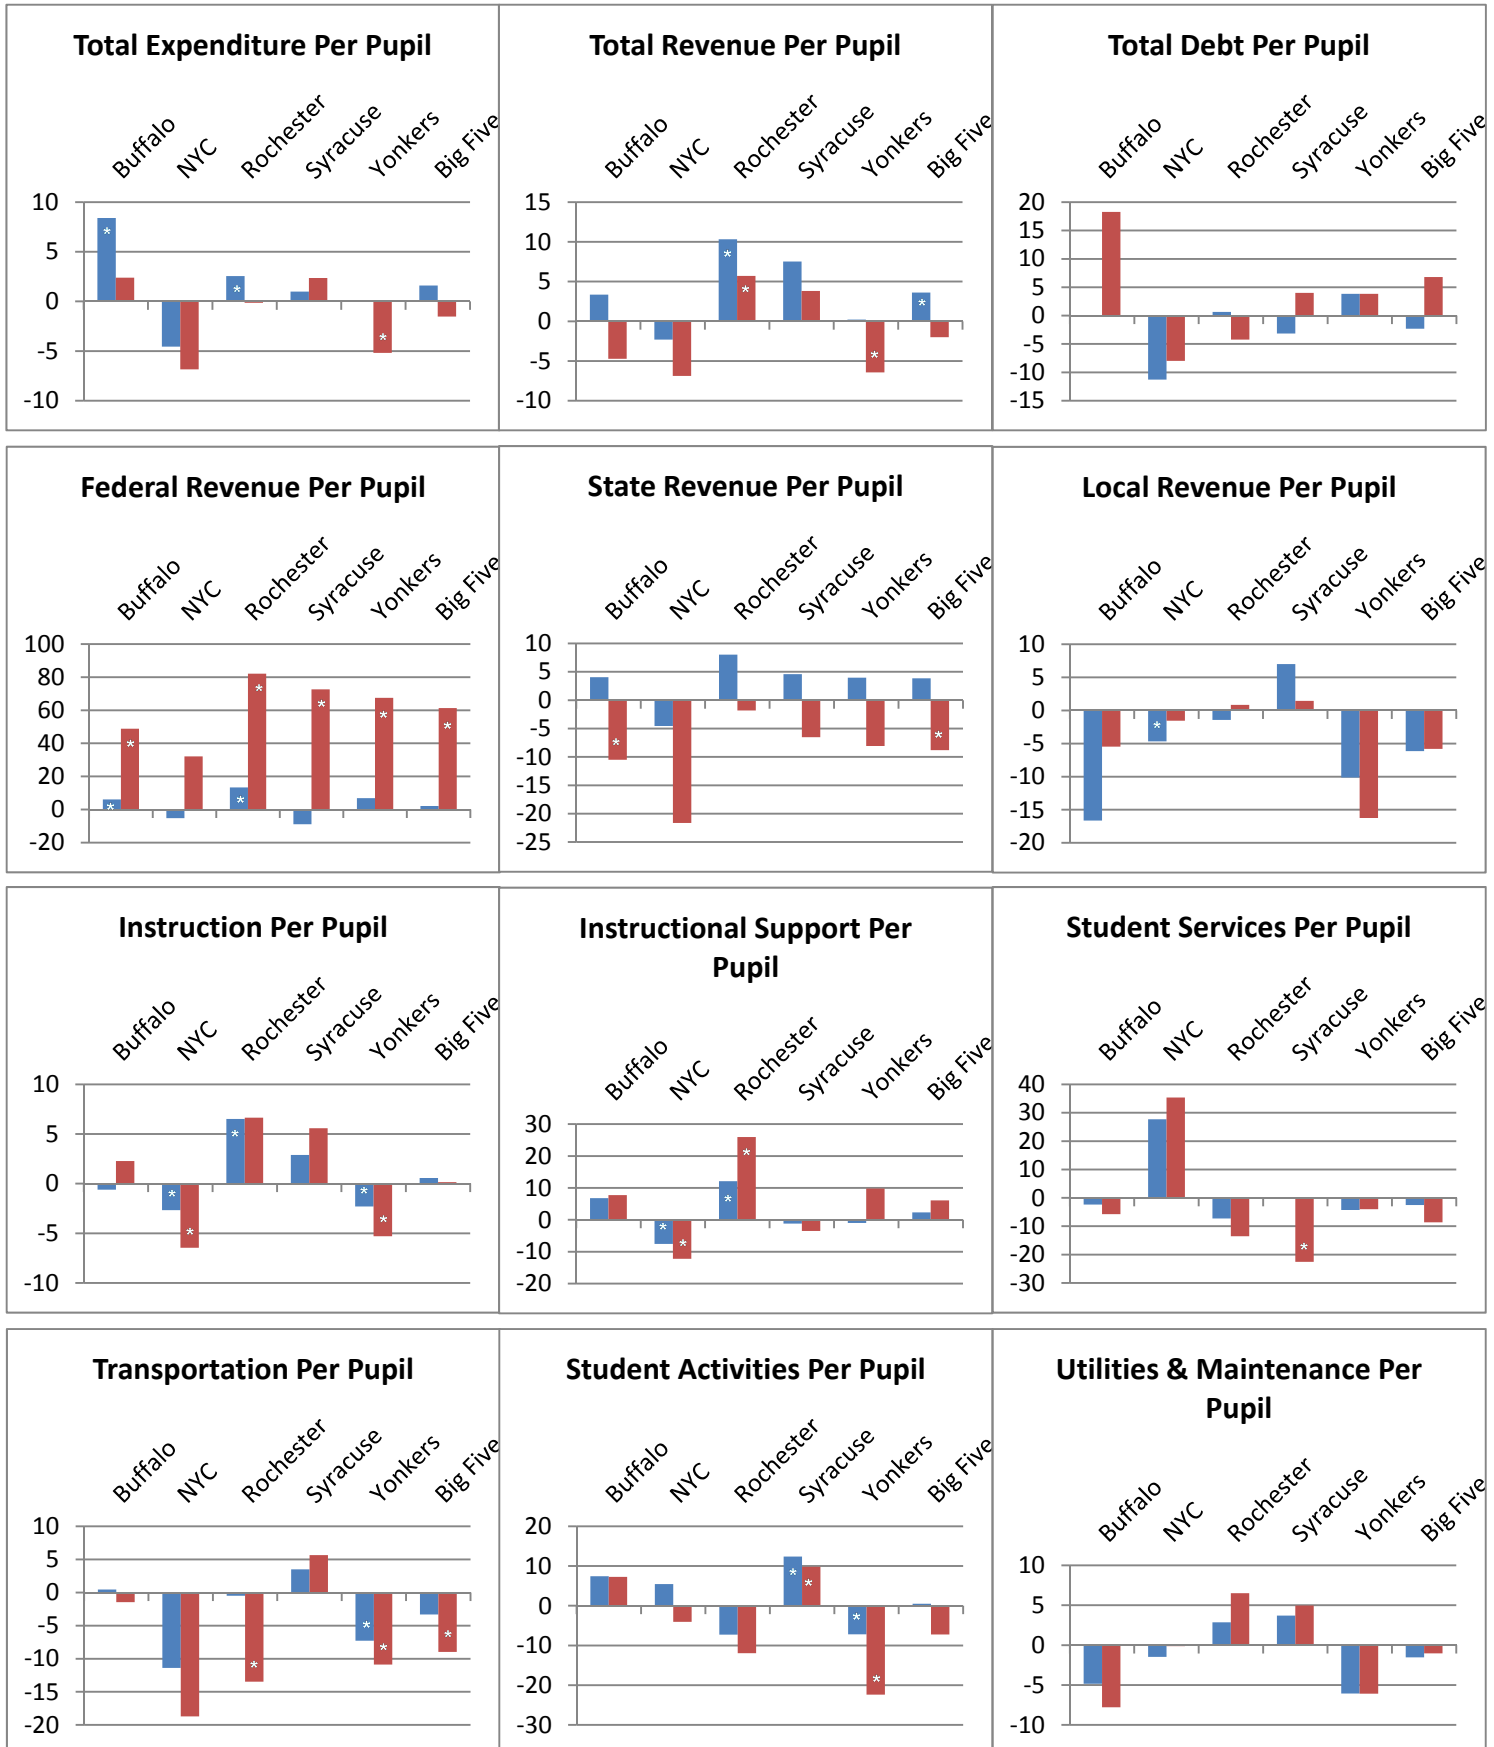 Total Expenditure Per Pupil
Buffalo
NYC
Rochester
Syracuse
Yonkers
Big Five
10
5
0
-5
-10
*
*
*
Total Revenue Per Pupil
Buffalo
NYC
Rochester
Syracuse
Yonkers
Big Five
15
10
5
0
-5
-10
*
*
*
*
Total Debt Per Pupil
Buffalo
NYC
Rochester
Syracuse
Yonkers
Big Five
20
15
10
5
0
-5
-10
-15
Federal Revenue Per Pupil
Buffalo
NYC
Rochester
Syracuse
Yonkers
Big Five
100
80
60
40
20
0
-20
*
*
*
*
*
*
*
State Revenue Per Pupil
Buffalo
NYC
Rochester
Syracuse
Yonkers
Big Five
10
5
0
-5
-10
-15
-20
-25
*
*
Local Revenue Per Pupil
Buffalo
NYC
Rochester
Syracuse
Yonkers
Big Five
10
5
0
-5
-10
-15
-20
*
Instruction Per Pupil
Buffalo
NYC
Rochester
Syracuse
Yonkers
Big Five
10
5
0
-5
-10
*
*
*
*
*
Instructional Support Per
Pupil
Buffalo
NYC
Rochester
Syracuse
Yonkers
Big Five
30
20
10
0
-10
-20
*
*
*
*
Student Services Per Pupil
Buffalo
NYC
Rochester
Syracuse
Yonkers
Big Five
40
30
20
10
0
-10
-20
-30
*
Transportation Per Pupil
Buffalo
NYC
Rochester
Syracuse
Yonkers
Big Five
10
5
0
-5
-10
-15
-20
*
*
*
*
Student Activities Per Pupil
Buffalo
NYC
Rochester
Syracuse
Yonkers
Big Five
20
10
0
-10
-20
-30
*
*
*
*
Utilities & Maintenance Per
Pupil
Buffalo
NYC
Rochester
Syracuse
Yonkers
Big Five
10
5
0
-5
-10